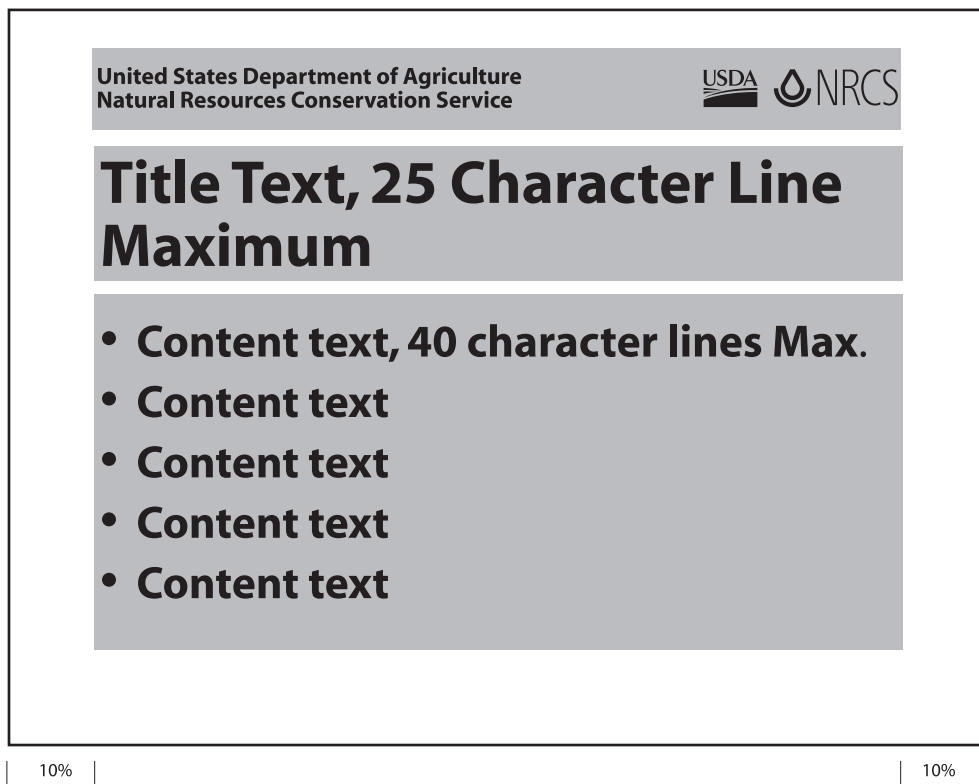 United States Department of Agriculture
Natural Resources Conservation Service
USDA NRCS
Title Text, 25 Character Line
Maximum
• Content text, 40 character lines Max.
• Content text
• Content text
• Content text
• Content text
10% 10%